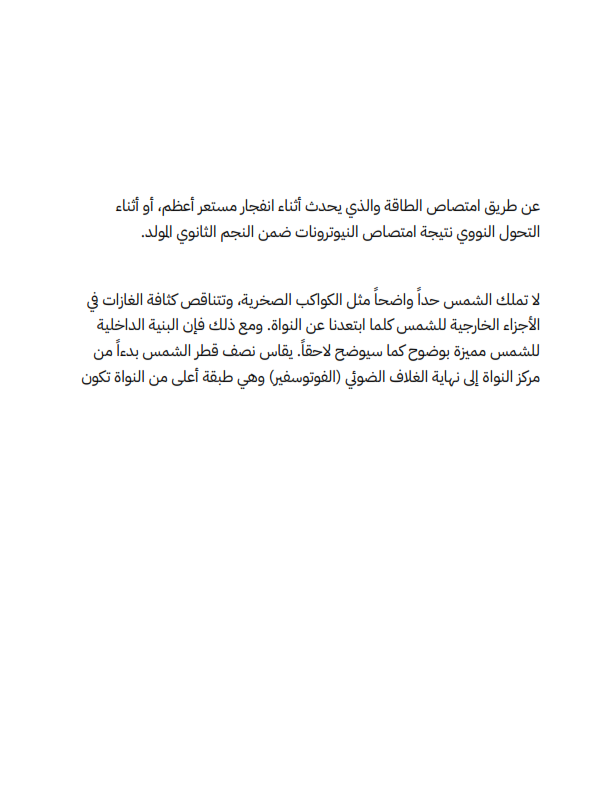 عن طريق امتصاص الطاقة والذي يحدث أثناء انفجار مستعر أعظم، أو أثناء
التحول النووي نتيجة امتصاص النيوترونات ضمن النجم الثانوي المولد.
لا تملك الشمس حداً واضحاً مثل الكواكب الصخرية، وتتناقص كثافة الغازات في
الأجزاء الخارجية للشمس كلما ابتعدنا عن النواة. ومع ذلك فإن البنية الداخلية
للشمس مميزة بوضوح كما سيوضح لاحقاً. يقاس نصف قطر الشمس بدءاً من
مركز النواة إلى نهاية الغلاف الضوئي (الفوتوسفير) وهي طبقة أعلى من النواة تكون